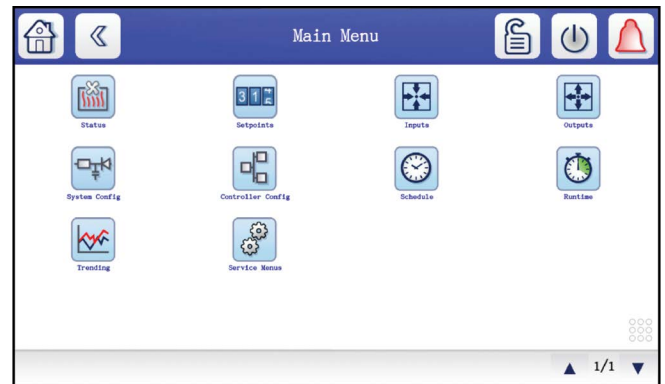 Main Menu
Status
Setpoints
Inputs
Outputs
System Config
Controller Config
Schedule
Runtime
Trending
Service Menus
1/1